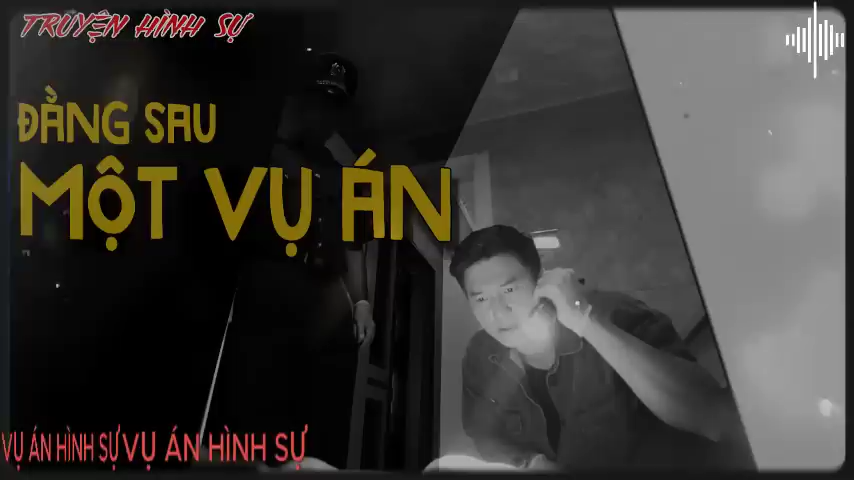 TRUYỆN HÌNH SỰ
ĐẰNG SAU
MỘT VỤ ÁN
VỤ ÁN HÌNH SỰ VỤ ÁN HÌNH SỰ